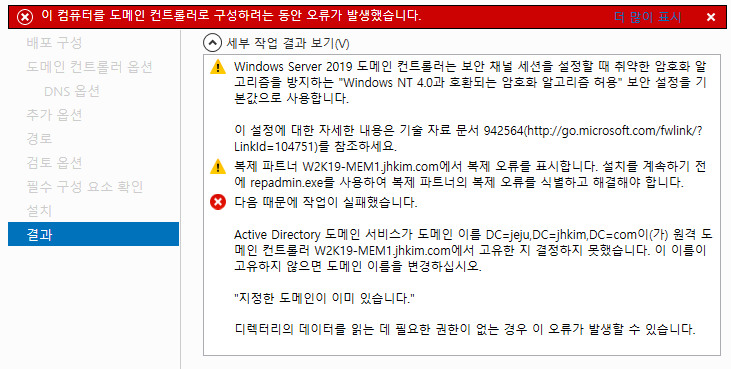 이 컴퓨터를 도메인 컨트롤러로 구성하려는 동안 오류가 발생했습니다.
더 많이 표시
배포 구성
도메인 컨트롤러 옵션
DNS 옵션
추가 옵션
경로
검토 옵션
필수 구성 요소 확인
설치
결과
세부 작업 결과 보기(V)
Windows Server 2019 도메인 컨트롤러는 보안 채널 세션을 설정할 때 취약한 암호화 알
고리즘을 방지하는 "Windows NT 4.0과 호환되는 암호화 알고리즘 허용" 보안 설정을 기
본값으로 사용합니다.
이 설정에 대한 자세한 내용은 기술 자료 문서 942564(http://go.microsoft.com/fwlink/?
LinkId=104751)를 참조하세요.
복제 파트너 W2K19-MEM1.jhkim.com에서 복제 오류를 표시합니다. 설치를 계속하기 전
에 repadmin.exe를 사용하여 복제 파트너의 복제 오류를 식별하고 해결해야 합니다.
다음 때문에 작업이 실패했습니다.
Active Directory 도메인 서비스가 도메인 이름 DC=jeju,DC=jhkim,DC=com이(가) 원격 도
메인 컨트롤러 W2K19-MEM1.jhkim.com에서 고유한 지 결정하지 못했습니다. 이 이름이
고유하지 않으면 도메인 이름을 변경하십시오.
"지정한 도메인이 이미 있습니다."
디렉터리의 데이터를 읽는 데 필요한 권한이 없는 경우 이 오류가 발생할 수 있습니다.